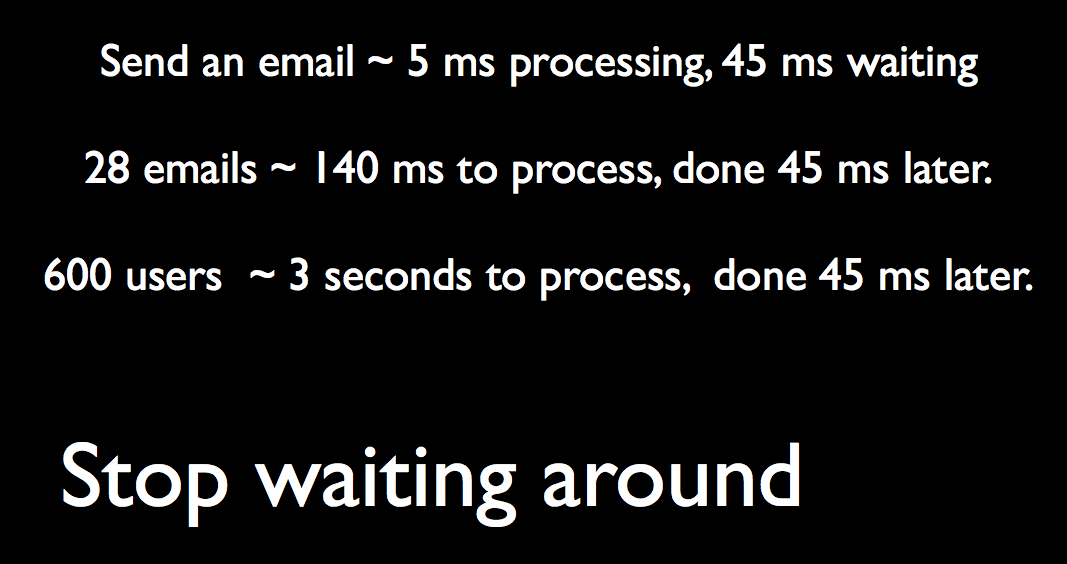 Send an email ~ 5 ms processing, 45 ms waiting
28 emails ~ 140 ms to process, done 45 ms later.
600 users ~ 3 seconds to process, done 45 ms later.
Stop waiting around